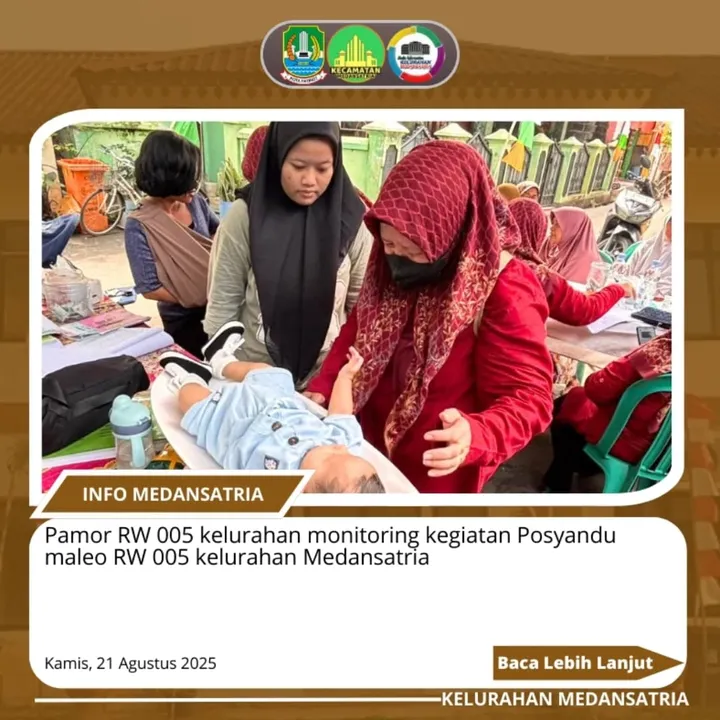 KECAMATAN
MEDANSATRIA
INFO MEDANSATRIA
Pamor RW 005 kelurahan monitoring kegiatan Posyandu
maleo RW 005 kelurahan Medansatria
Kamis, 21 Agustus 2025
Baca Lebih Lanjut
KELURAHAN MEDANSATRIA